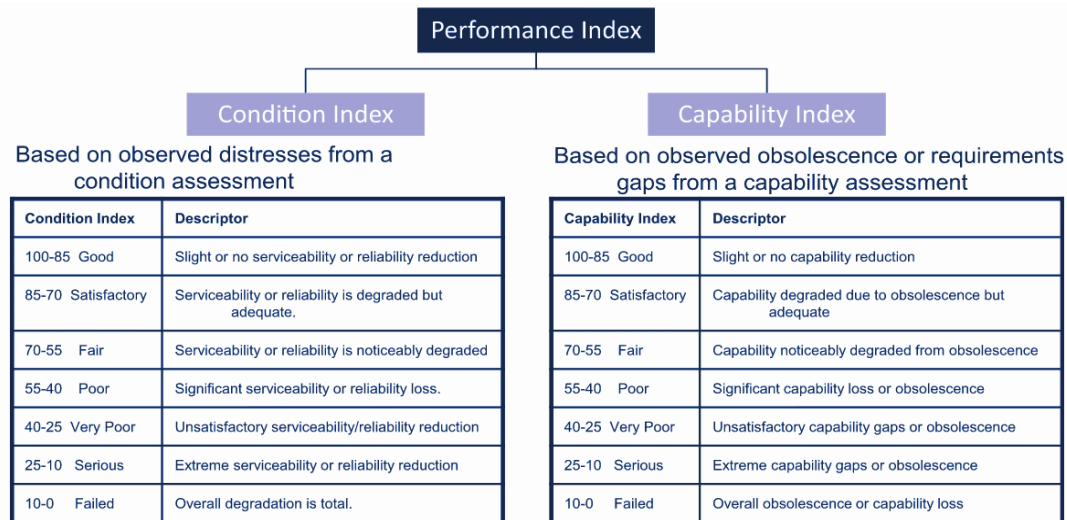 Performance Index
Condition Index
Based on observed distresses from a
condition assessment
Condition Index Descriptor
100-85 Good Slight or no serviceability or reliability reduction
85-70 Satisfactory Serviceability or reliability is degraded but
adequate.
70-55 Fair Serviceability or reliability is noticeably degraded
55-40 Poor Significant serviceability or reliability loss.
40-25 Very Poor Unsatisfactory serviceability/reliability reduction
25-10 Serious Extreme serviceability or reliability reduction
10-0 Failed Overall degradation is total.
Capability Index
Based on observed obsolescence or requirements
gaps from a capability assessment
Capability Index Descriptor
100-85 Good Slight or no capability reduction
85-70 Satisfactory Capability degraded due to obsolescence but
adequate
70-55 Fair Capability noticeably degraded from obsolescence
55-40 Poor Significant capability loss or obsolescence
40-25 Very Poor Unsatisfactory capability gaps or obsolescence
25-10 Serious Extreme capability gaps or obsolescence
10-0 Failed Overall obsolescence or capability loss